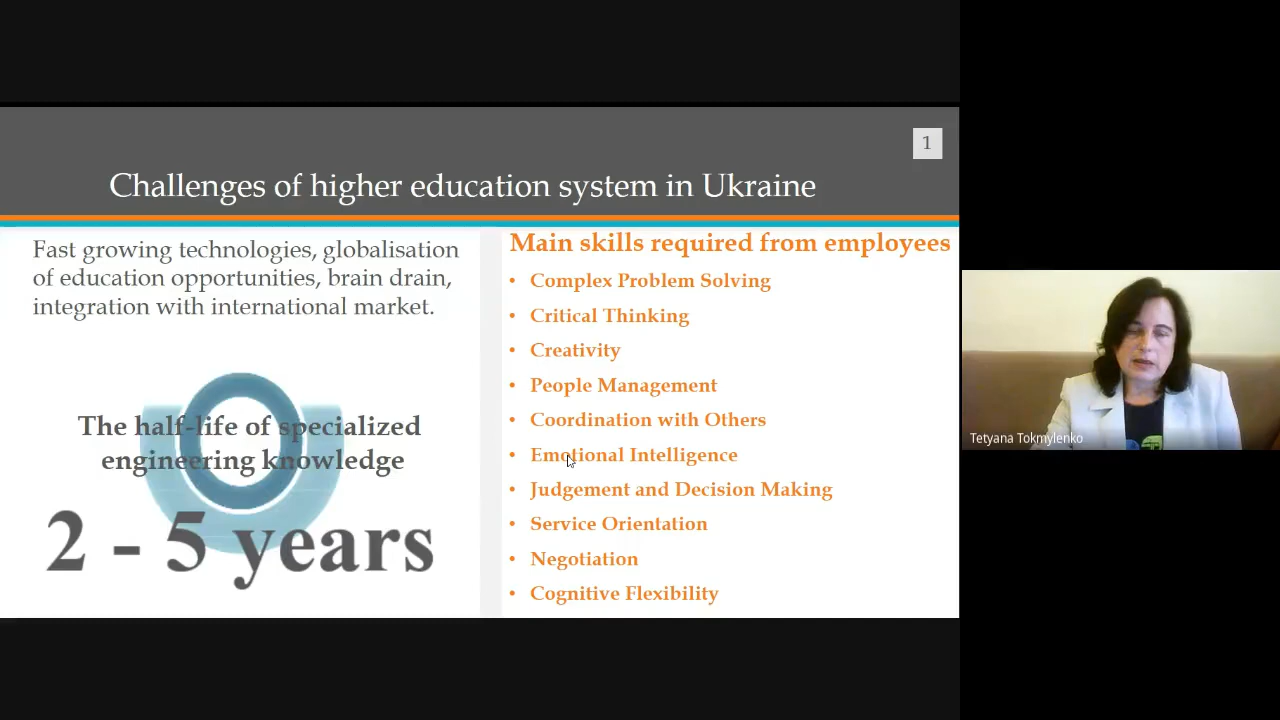 1
Challenges of higher education system in Ukraine
Fast growing technologies, globalisation
of education opportunities, brain drain,
integration with international market.
The half-life of specialized
engineering knowledge
2 - 5 years
Main skills required from employees
• Complex Problem Solving
• Critical Thinking
• Creativity
• People Management
• Coordination with Others
• Emotional Intelligence
• Judgement and Decision Making
• Service Orientation
• Negotiation
• Cognitive Flexibility
Tetyana Tokmylenko